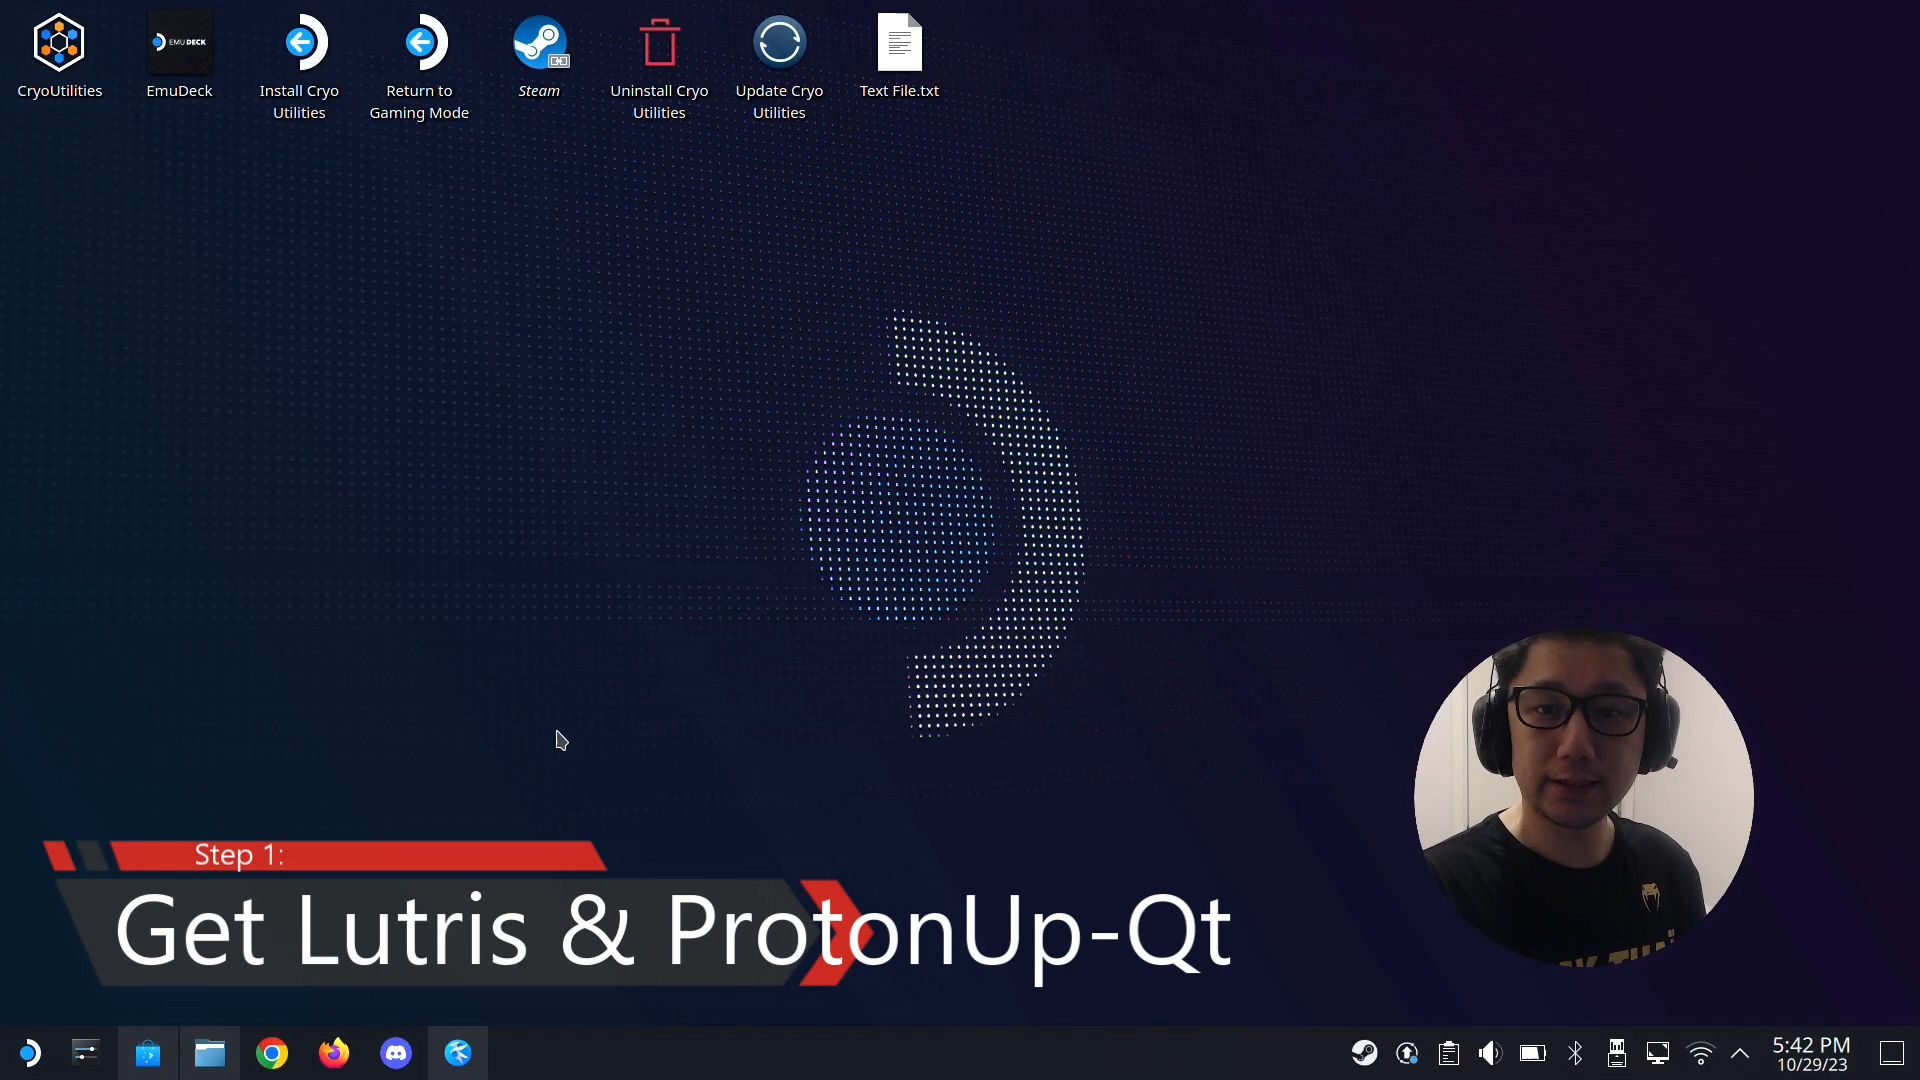 EMUDECK
CryoUtilities
EmuDeck
Install Cryo
Utilities
Return to
Gaming Mode
Steam
Uninstall Cryo
Utilities
Update Cryo
Utilities
Text File.txt
Step 1:
Get Lutris & ProtonUp-Qt
5:42 PM
10/29/23